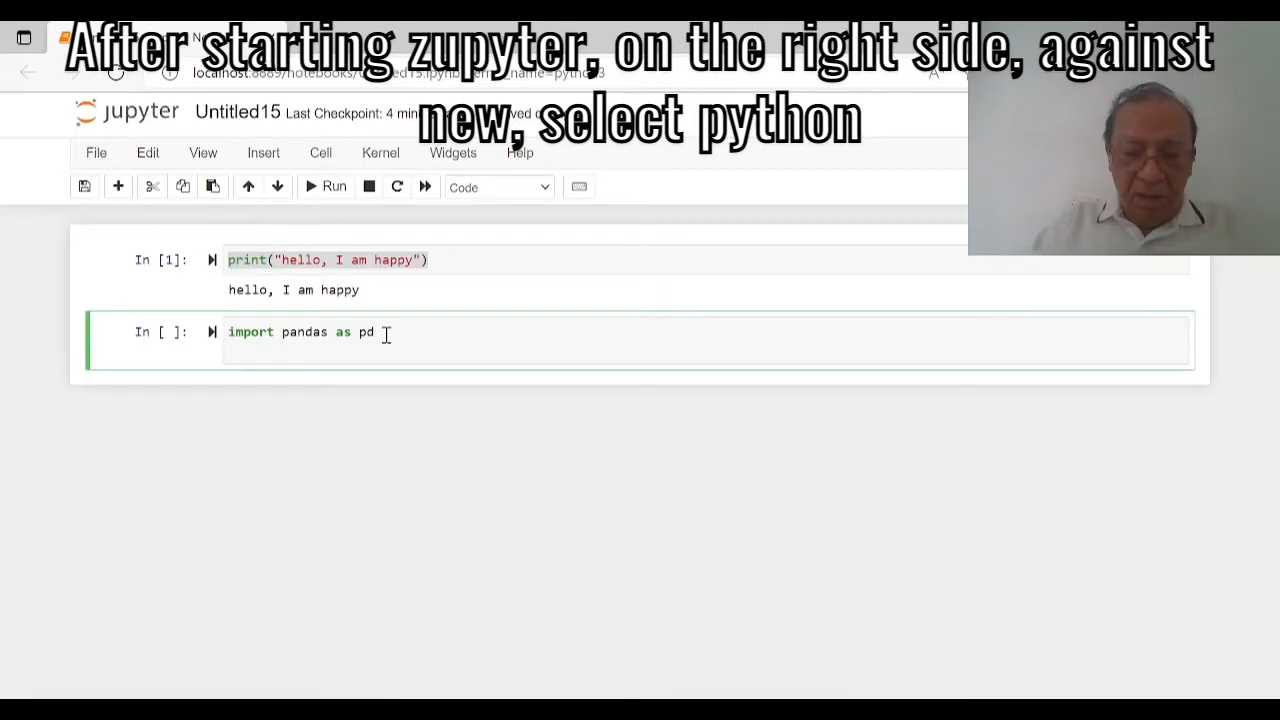 After starting zupyter, on the right side, against
new, select python
jupyter Untitled15 Last Checkpoint: 4
File Edit View Insert Cell Kernel Widgets Help
Run Code
In [1]: print("hello, I am happy")
hello, I am happy
In [ ]: import pandas as pd